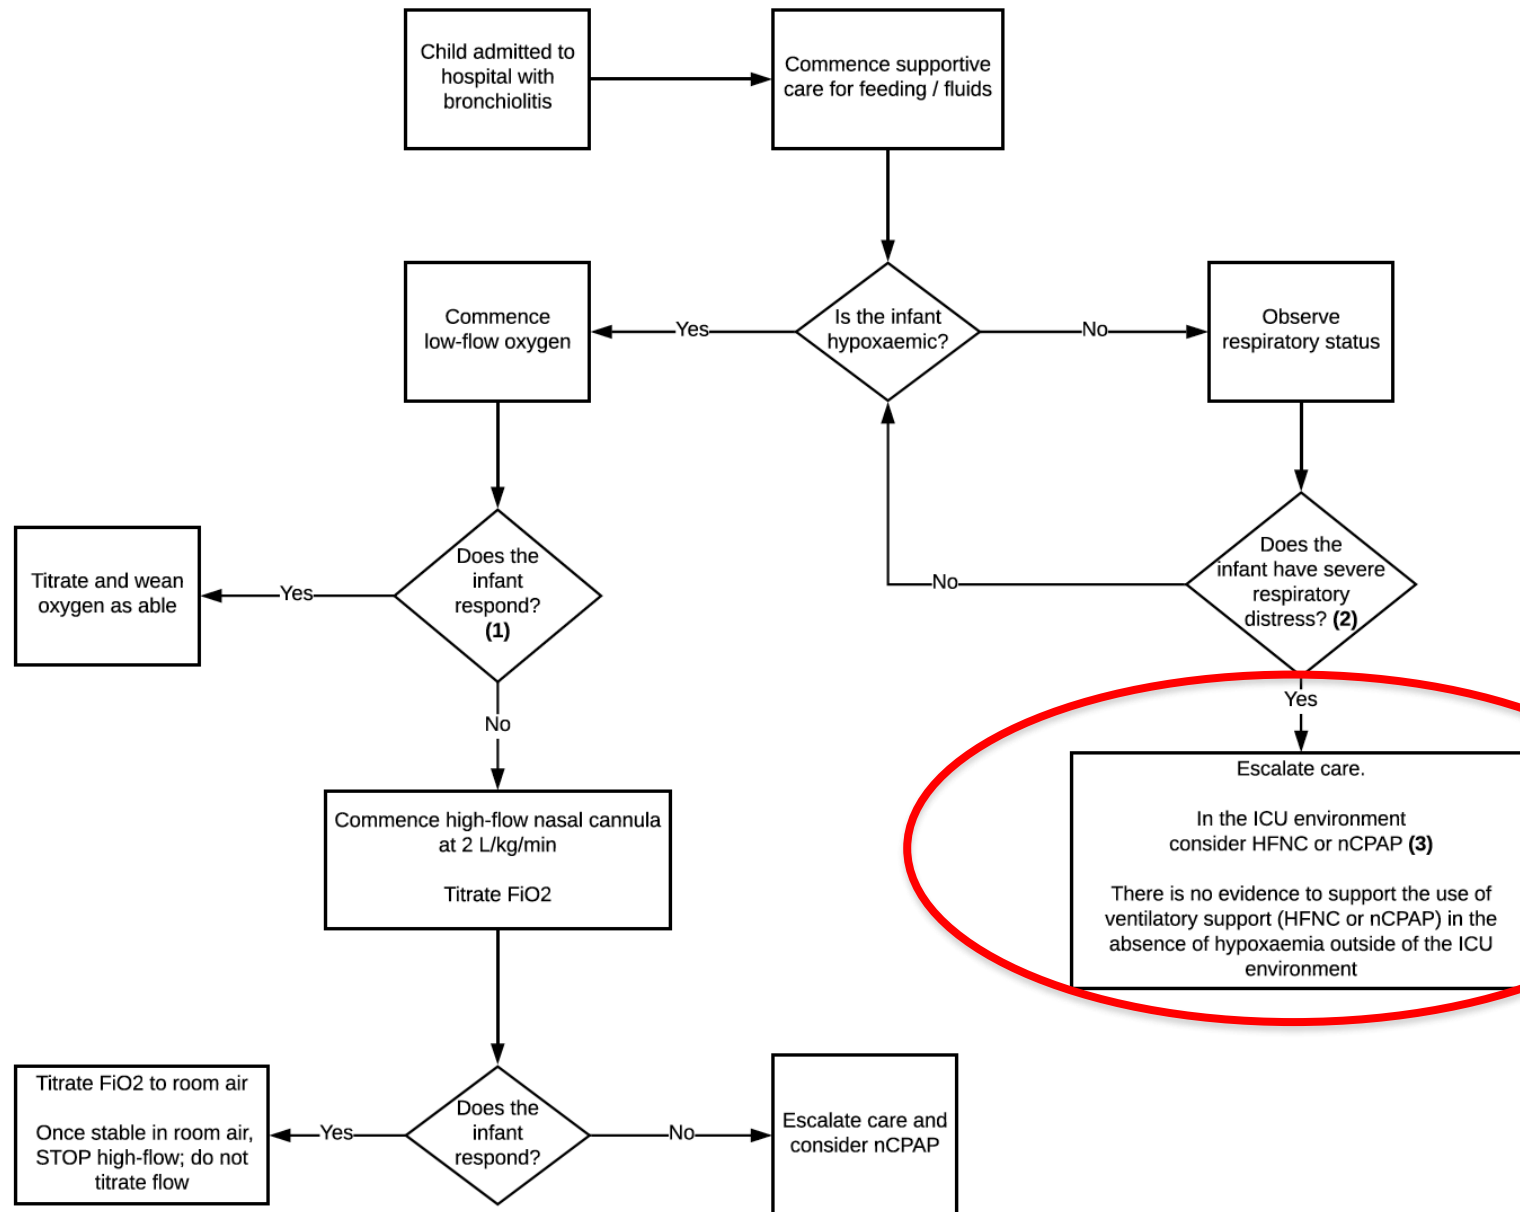 Child admitted to
hospital with
bronchiolitis
Commence supportive
care for feeding / fluids
Commence
low-flow oxygen
Yes
Is the infant
hypoxaemic?
No
Observe
respiratory status
Titrate and wean
oxygen as able
Yes
Does the
infant
respond?
(1)
No
Does the
infant have severe
respiratory
distress? (2)
No
Yes
Commence high-flow nasal cannula
at 2 L/kg/min
Titrate FiO2
Escalate care.
In the ICU environment
consider HFNC or nCPAP (3)
There is no evidence to support the use of
ventilatory support (HFNC or nCPAP) in the
absence of hypoxaemia outside of the ICU
environment
Titrate FiO2 to room air
Once stable in room air,
STOP high-flow; do not
titrate flow
Yes
Does the
infant
respond?
No
Escalate care and
consider nCPAP